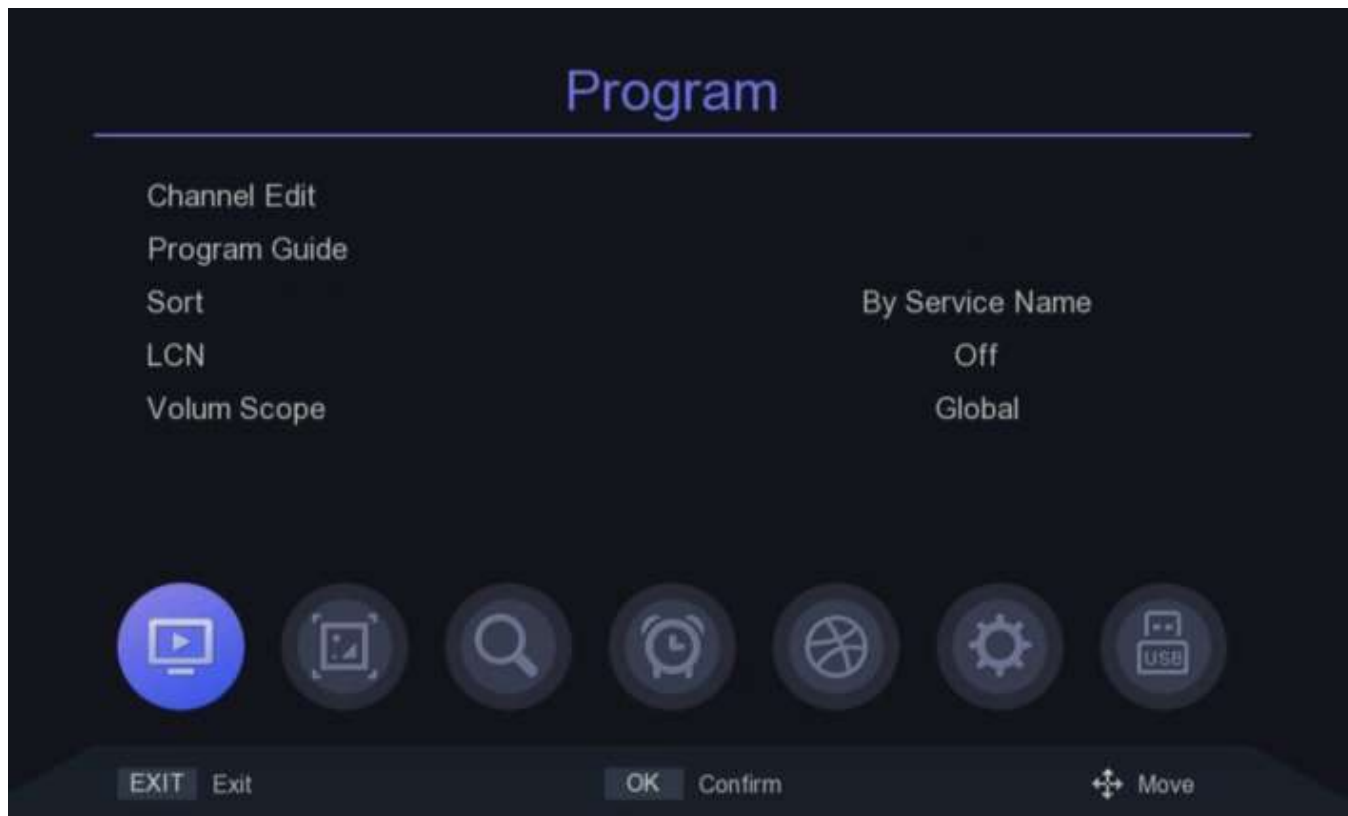 Program
Channel Edit
Program Guide
Sort By Service Name
LCN Off
Volum Scope Global
USB
EXIT Exit OK Confirm Move